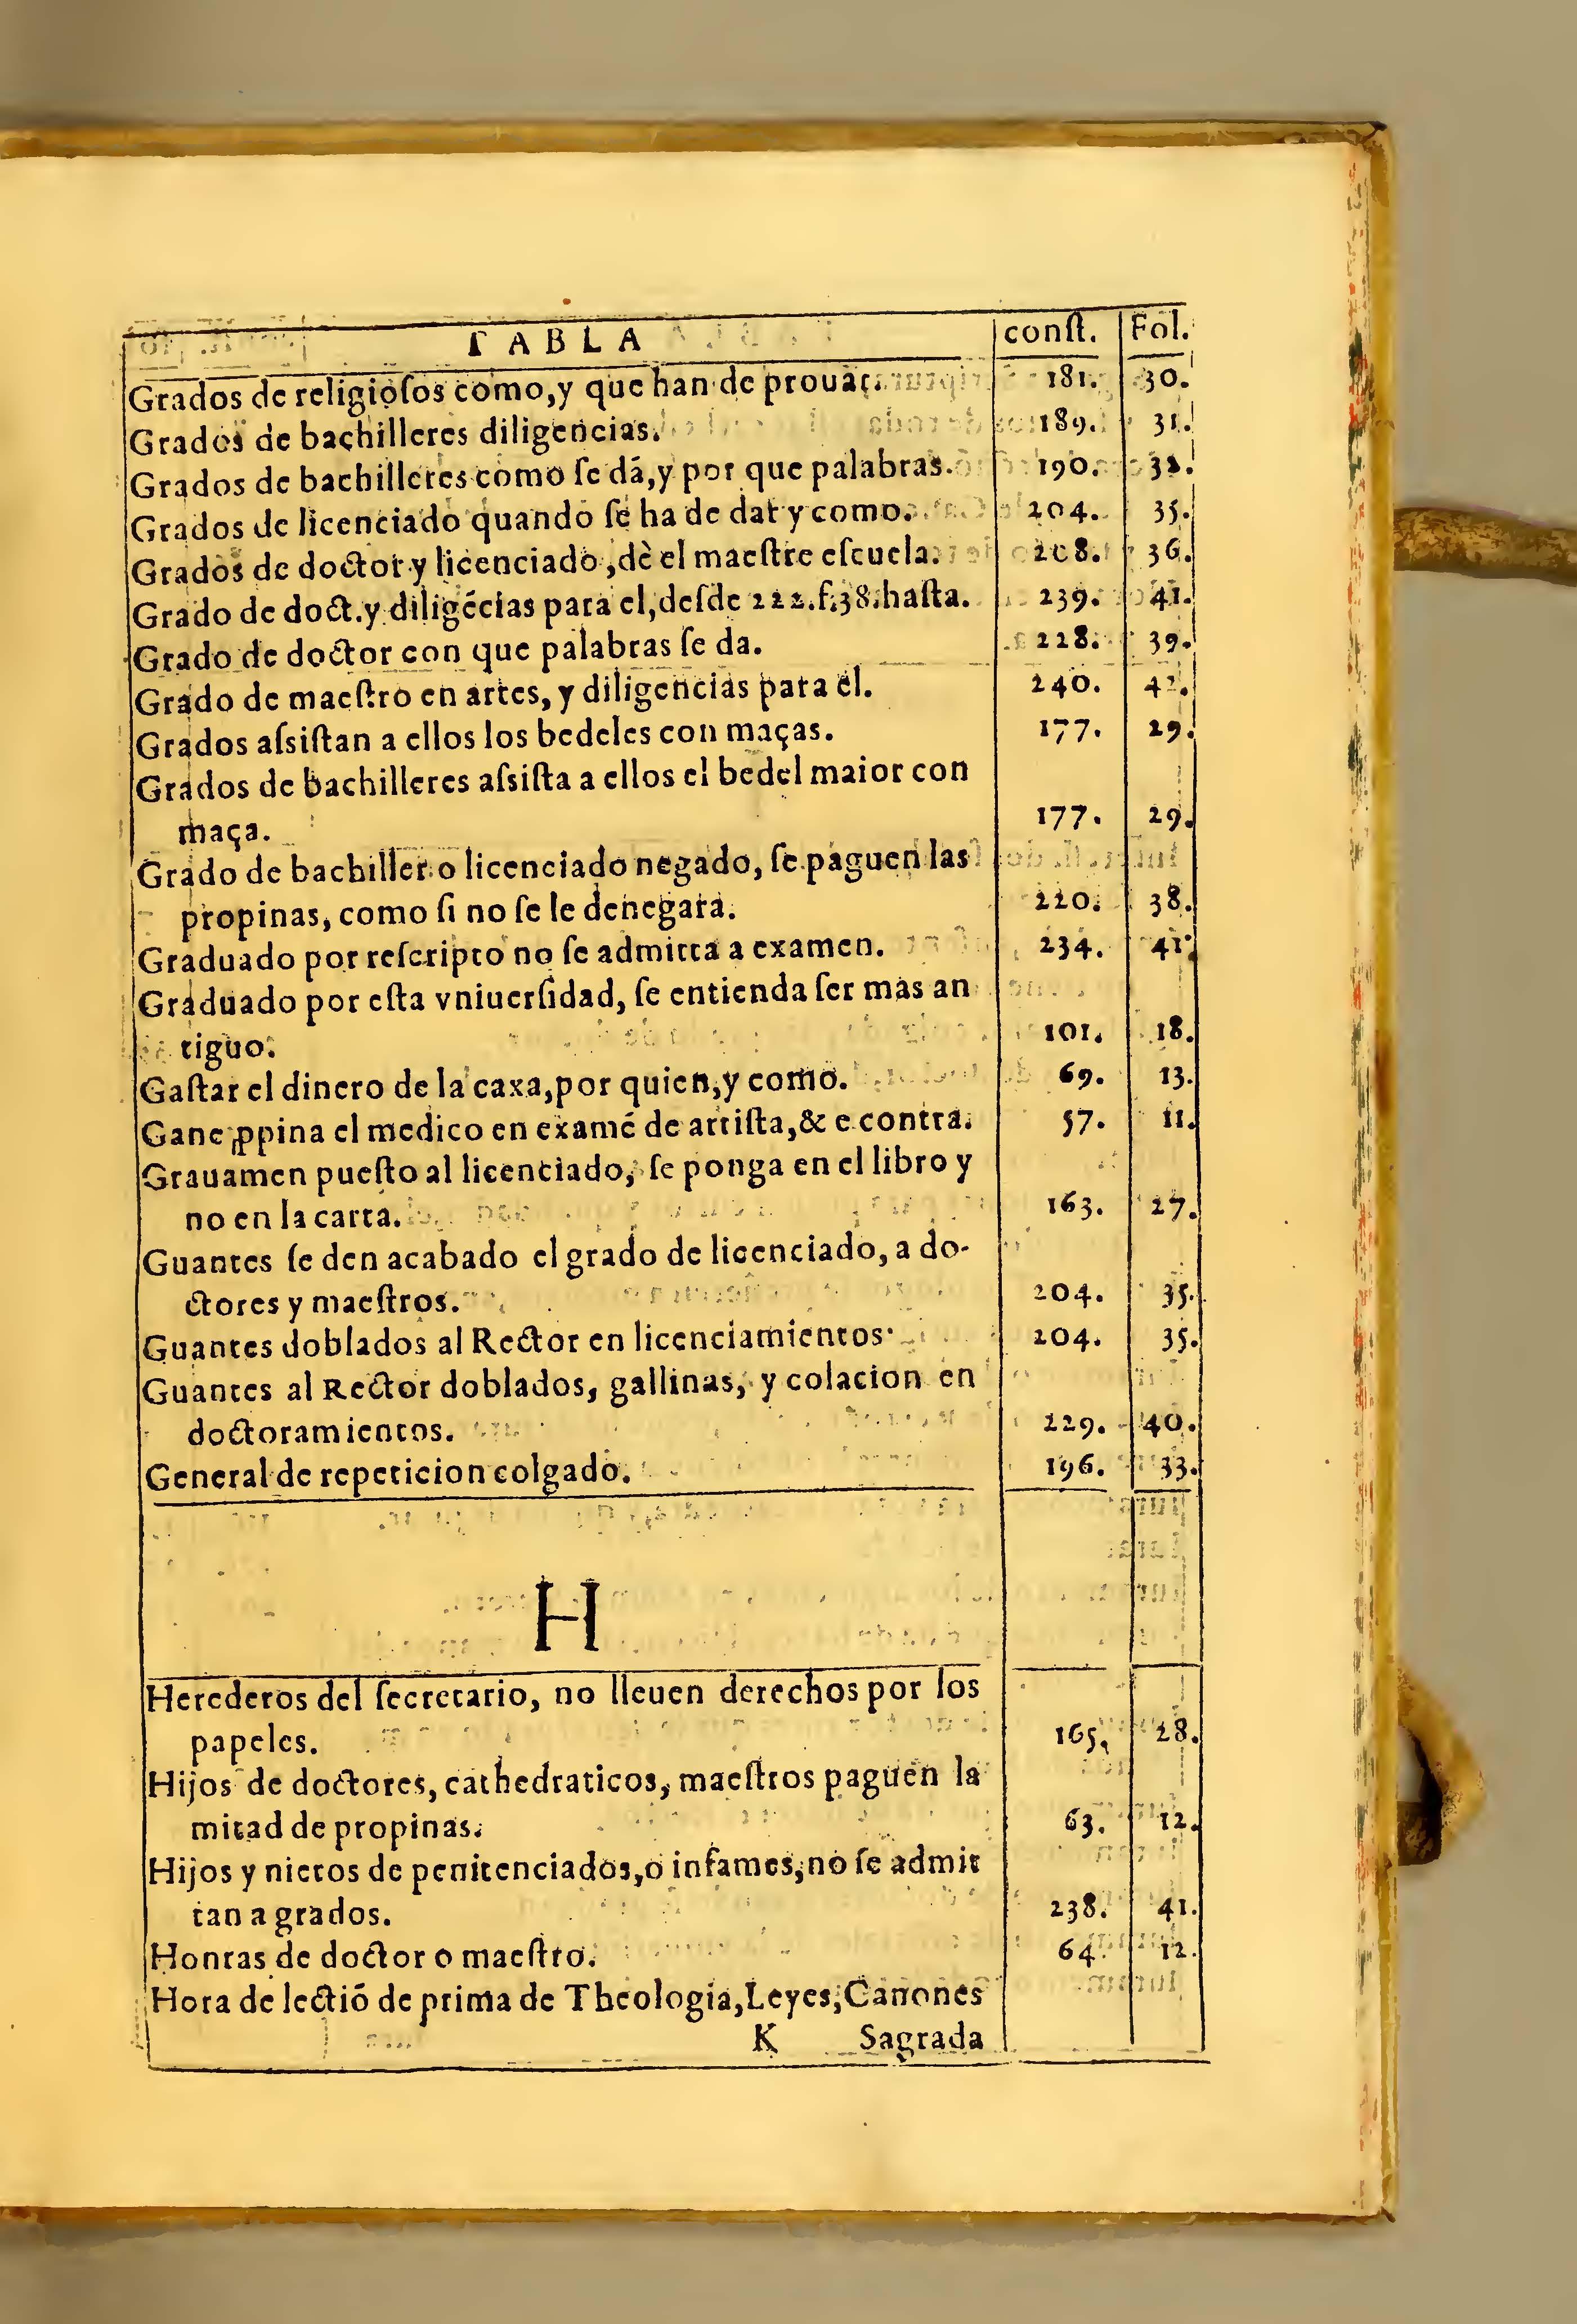 TABLA const. Fol.
Grados de religiosos como, y que han de prouar. 181. 30.
Grados de bachilleres diligencias. 189. 31.
Grados de bachilleres como se dá, y por que palabras. 190.
Grados de licenciado quando se ha de dar y como. 204. 35.
Grados de doctor y licenciado, dè el maestre escuela. 208. 36.
Grado de doct. y diligẽcias para el, desde 222.f.38.hasta. 239. 41.
Grado de doctor con que palabras se da. 228. 39.
Grado de maestro en artes, y diligencias para el. 240. 42.
Grados assistan a ellos los bedeles con maças. 177. 29.
Grados de bachilleres assista a ellos el bedel maior con
maça. 177. 29.
Grado de bachiller o licenciado negado, se paguen las
propinas, como si no se le denegara. 220. 38.
Graduado por rescripto no se admitta a examen. 234. 41.
Graduado por esta vniuersidad, se entienda ser mas an
tiguo. 101. 18.
Gastar el dinero de la caxa, por quien, y como. 69. 13.
Gane ꝓpina el medico en examẽ de artista, & e contra. 57. 11.
Grauamen puesto al licenciado, se ponga en el libro y
no en la carta. 163. 27.
Guantes se den acabado el grado de licenciado, a do-
ctores y maestros. 204. 35.
Guantes doblados al Rector en licenciamientos. 204. 35.
Guantes al Rector doblados, gallinas, y colacion en
doctoramientos. 229. 40.
General de repeticion colgado. 196. 33.
H
Herederos del secretario, no lleuen derechos por los
papeles. 165. 28.
Hijos de doctores, cathedraticos, maestros paguen la
mitad de propinas. 63. 12.
Hijos y nietos de penitenciados, o infames, no se admit
tan a grados. 238. 41.
Honras de doctor o maestro. 64. 12.
Hora de lectiõ de prima de Theologia, Leyes, Canones
K Sagrada